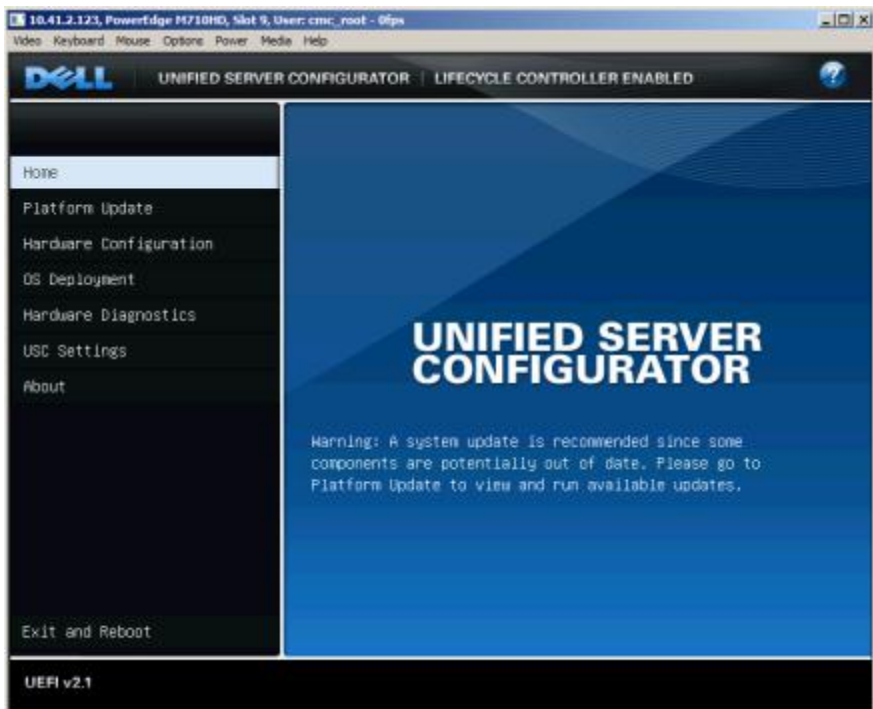 10.41.2.123, PowerEdge M710HD, Slot 9, User: cmc_root - 0fps
Video Keyboard Mouse Options Power Media Help
DELL UNIFIED SERVER CONFIGURATOR | LIFECYCLE CONTROLLER ENABLED ?
Home
Platform Update
Hardware Configuration
OS Deployment
Hardware Diagnostics
USC Settings
About
UNIFIED SERVER
CONFIGURATOR
Warning: A system update is recommended since some
components are potentially out of date. Please go to
Platform Update to view and run available updates.
Exit and Reboot
UEFI v2.1